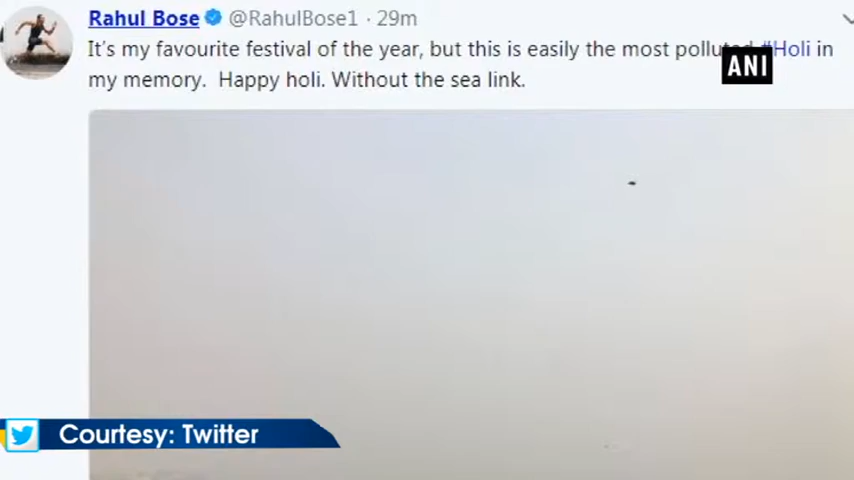 Rahul Bose @RahulBose1 · 29m
It's my favourite festival of the year, but this is easily the most polluted #Holi in
my memory. Happy holi. Without the sea link.
ANI
Courtesy: Twitter